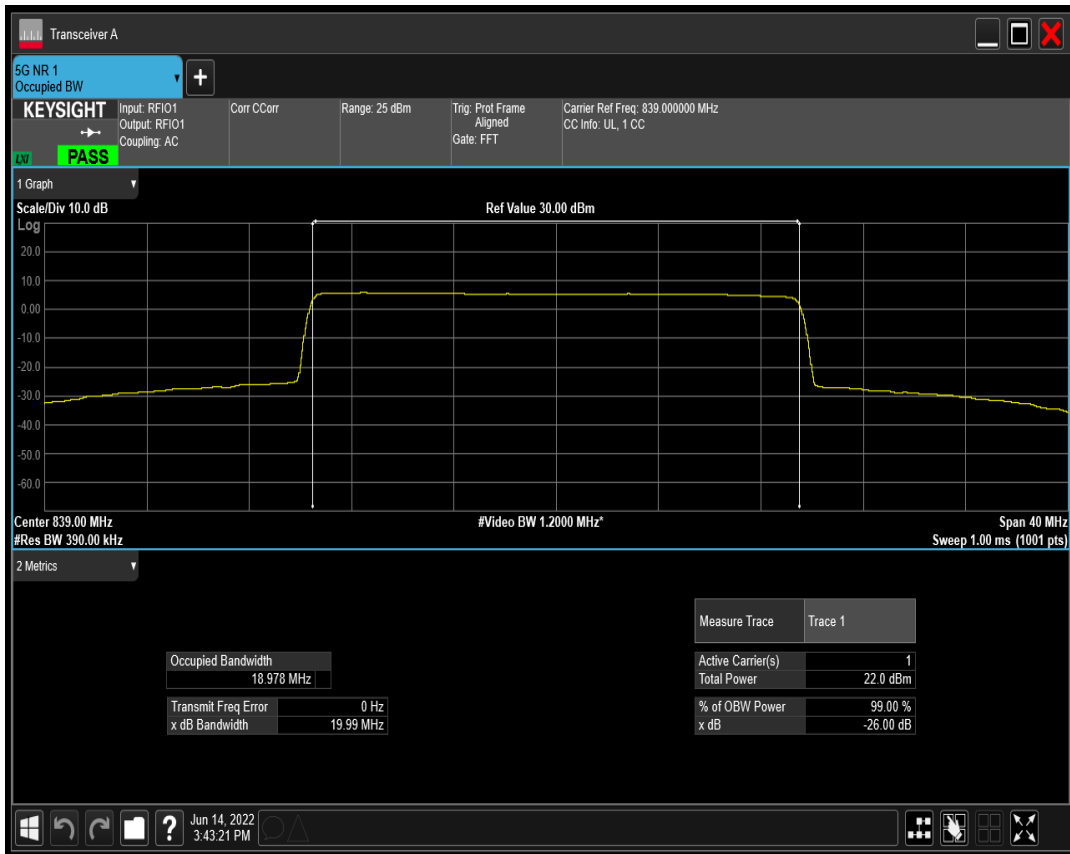 Transceiver A
5G NR 1
Occupied BW
+
KEYSIGHT
LXI
PASS
Input: RFIO1
Output: RFIO1
Coupling: AC
Corr CCorr
Range: 25 dBm
Trig: Prot Frame
Aligned
Gate: FFT
Carrier Ref Freq: 839.000000 MHz
CC Info: UL, 1 CC
1 Graph
Scale/Div 10.0 dB
Ref Value 30.00 dBm
Log
20.0
10.0
0.00
-10.0
-20.0
-30.0
-40.0
-50.0
-60.0
Center 839.00 MHz
#Video BW 1.2000 MHz*
Span 40 MHz
#Res BW 390.00 kHz
Sweep 1.00 ms (1001 pts)
2 Metrics
Measure Trace Trace 1
Occupied Bandwidth
18.978 MHz
Active Carrier(s) 1
Total Power 22.0 dBm
Transmit Freq Error 0 Hz
x dB Bandwidth 19.99 MHz
% of OBW Power 99.00 %
x dB -26.00 dB
?
Jun 14, 2022
3:43:21 PM